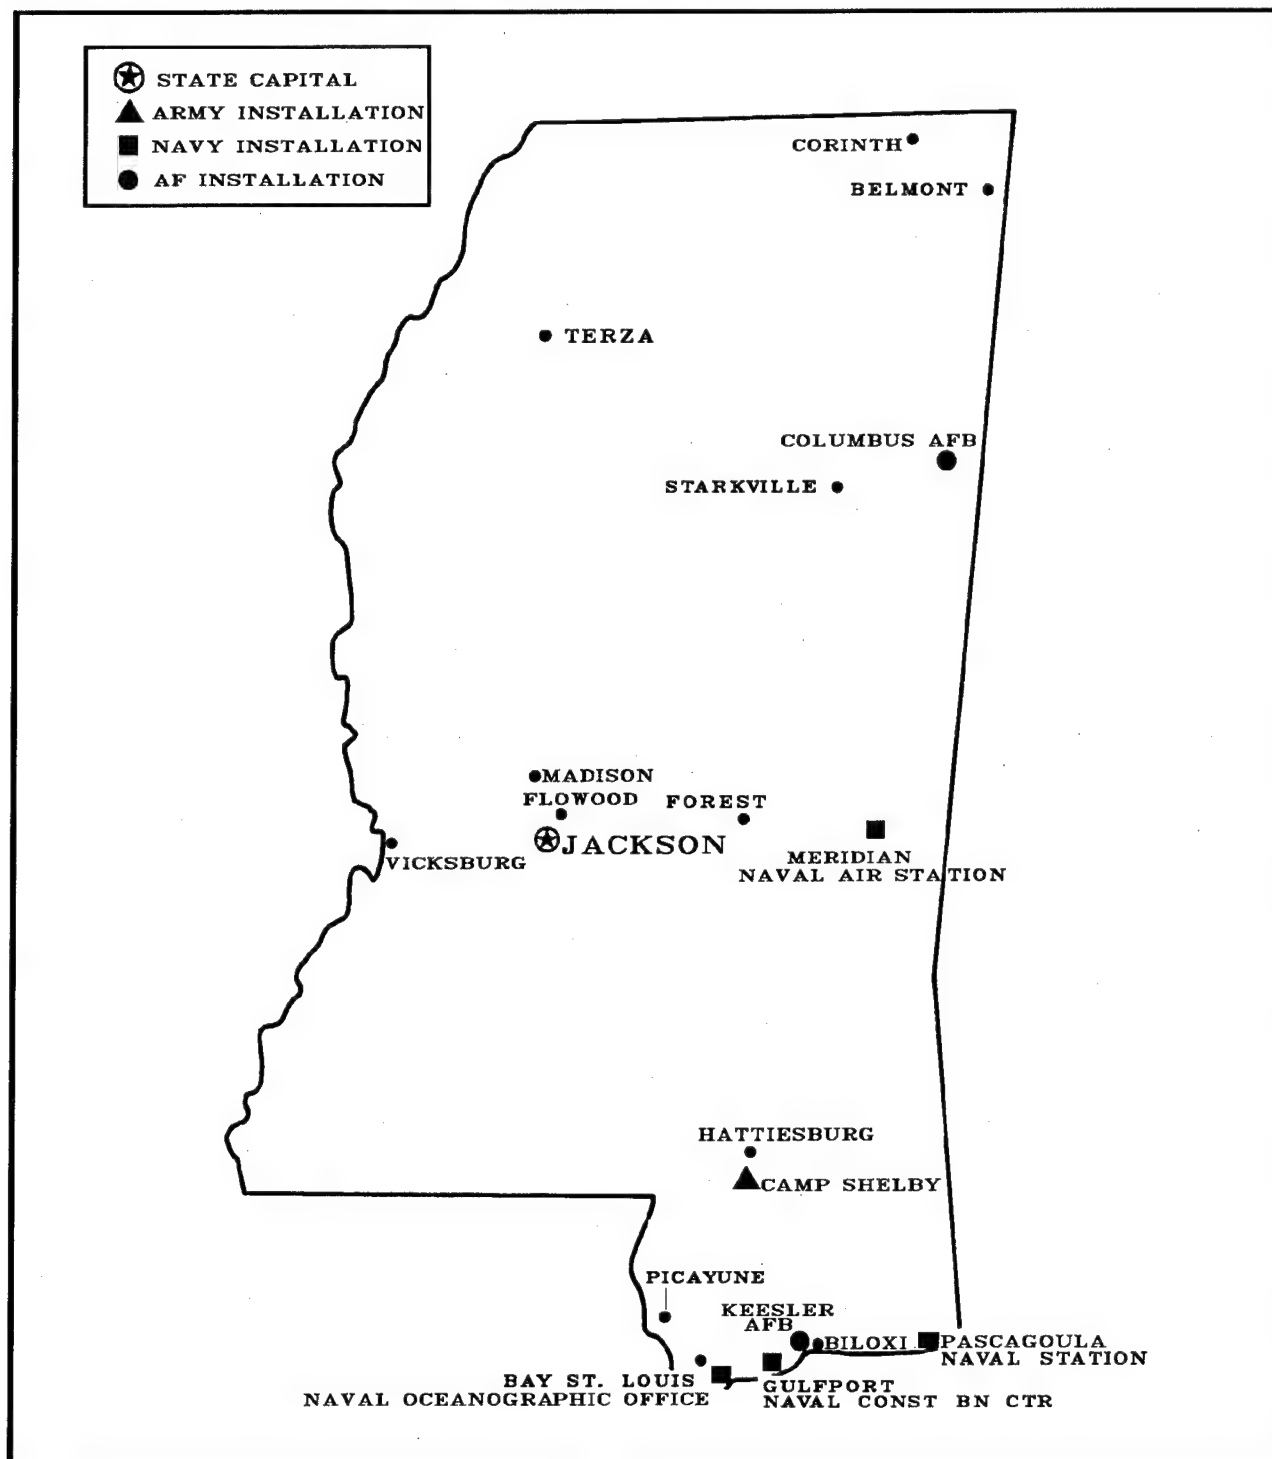 STATE CAPITAL
ARMY INSTALLATION
NAVY INSTALLATION
AF INSTALLATION
CORINTH
BELMONT
TERZA
COLUMBUS AFB
STARKVILLE
MADISON
FLOWOOD
FOREST
JACKSON
VICKSBURG
MERIDIAN
NAVAL AIR STATION
HATTIESBURG
CAMP SHELBY
PICAYUNE
KEESLER
AFB
BILOXI
PASCAGOULA
NAVAL STATION
BAY ST. LOUIS
NAVAL OCEANOGRAPHIC OFFICE
GULFPORT
NAVAL CONST BN CTR